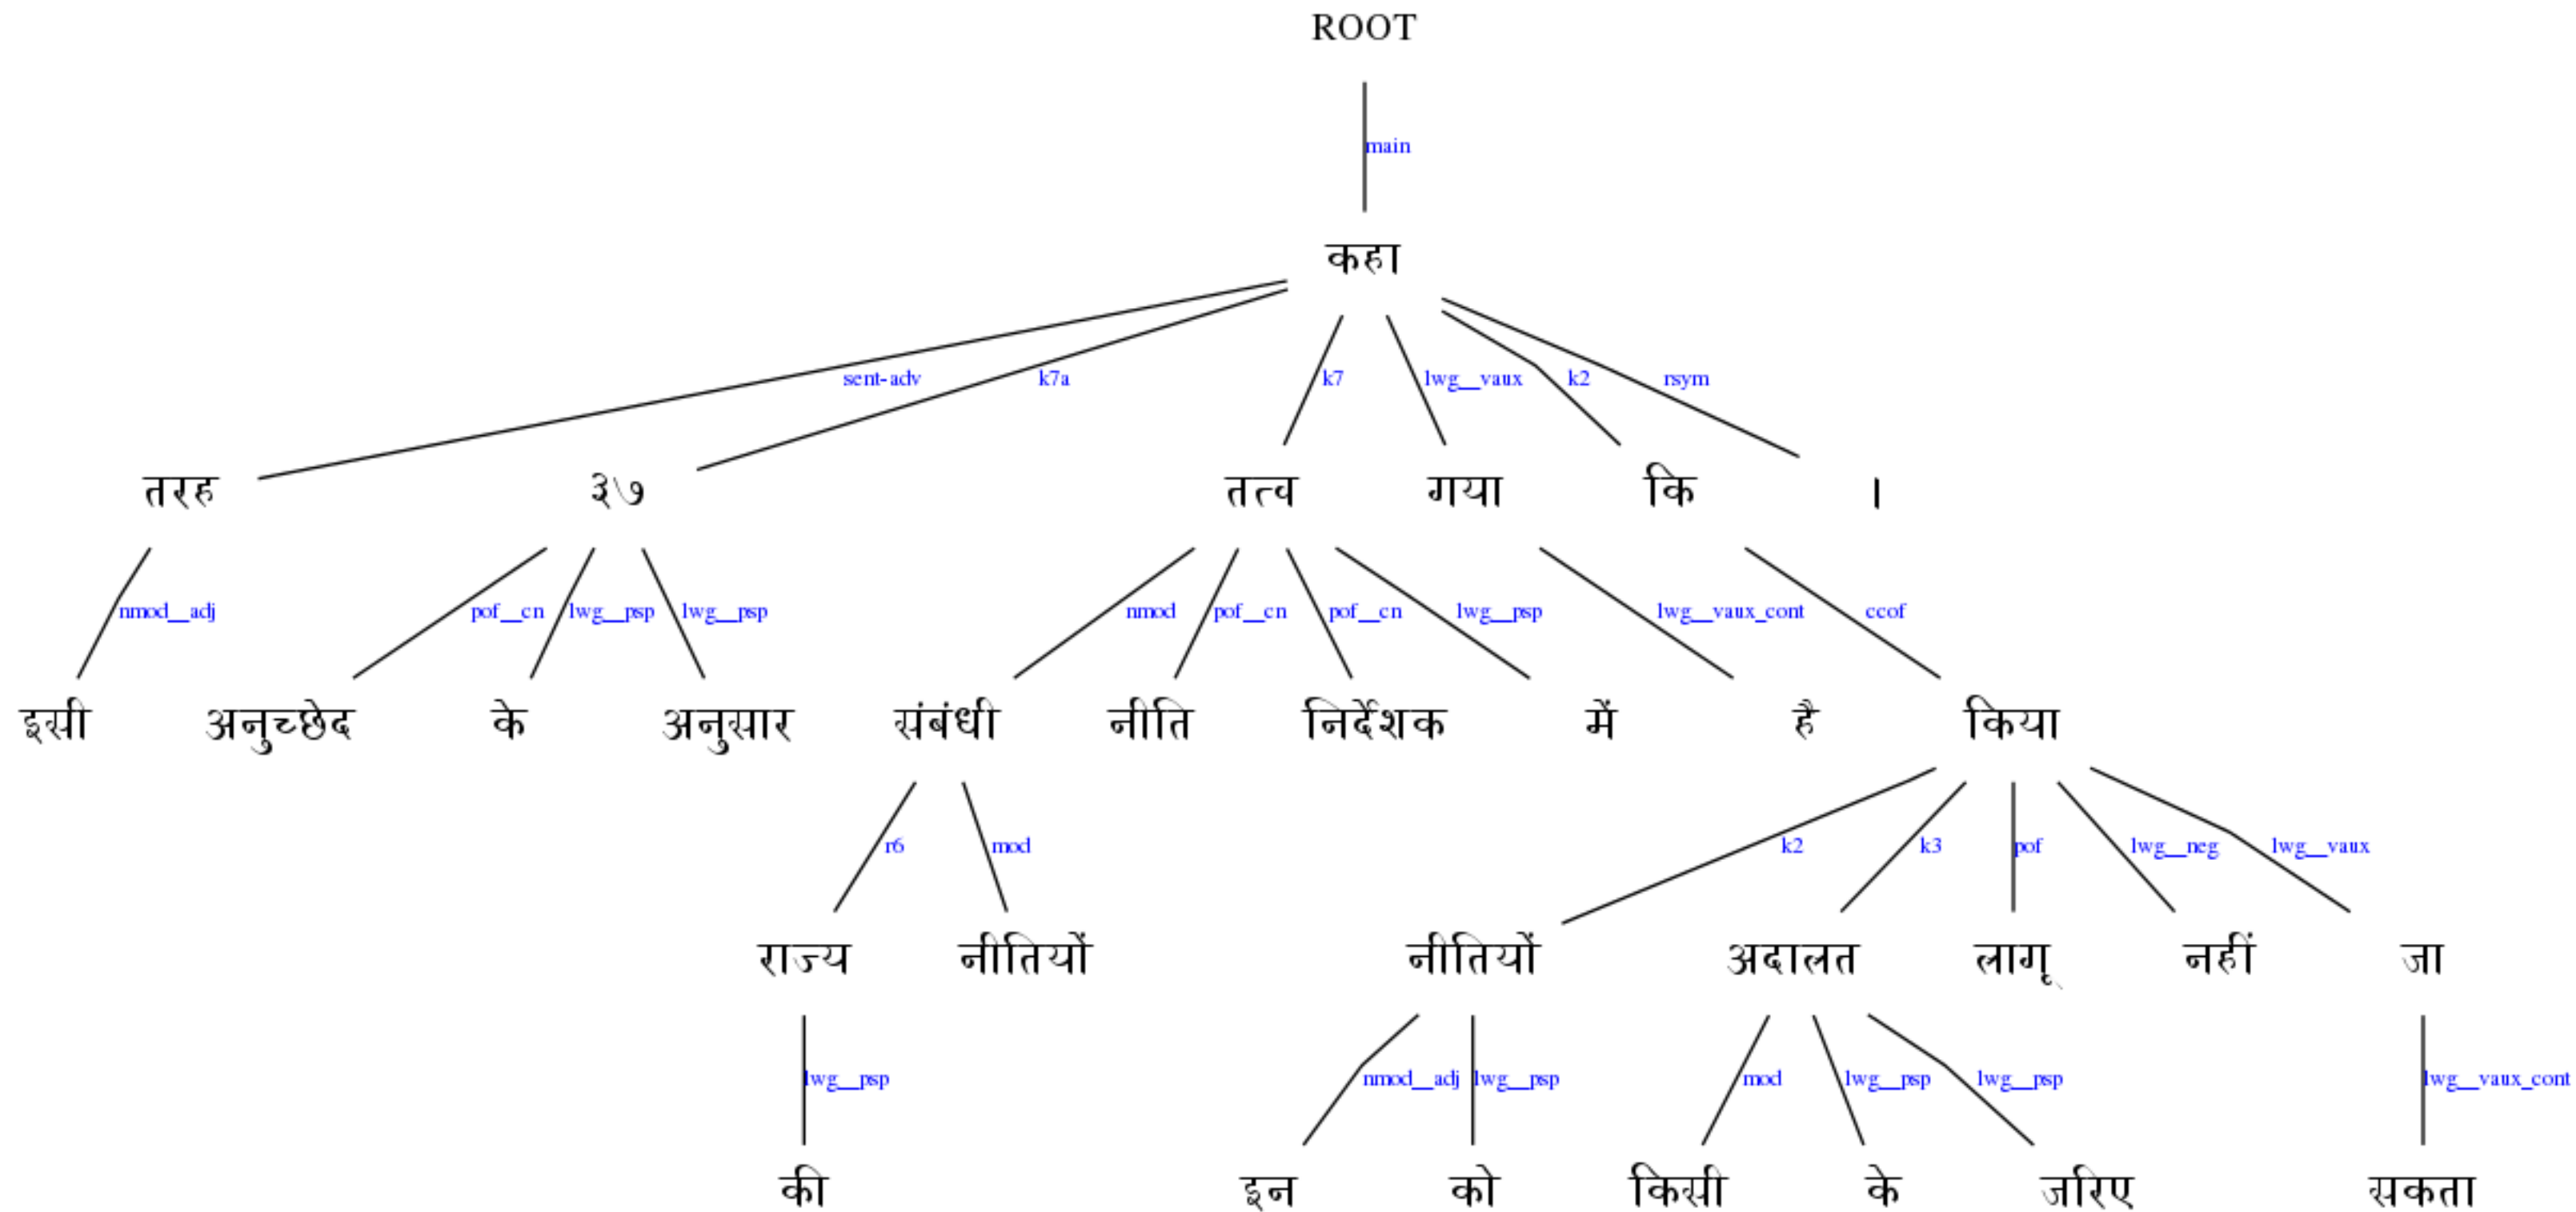 ROOT
main
कहा
sent-adv k7a k7 lwg__vaux k2 rsym
तरह ३७ तत्व गया कि ।
nmod__adj pof__cn lwg__psp lwg__psp nmod pof__cn pof__cn lwg__psp lwg__vaux_cont ccof
इसी अनुच्छेद के अनुसार संबंधी नीति निर्देशक में है किया
r6 mod k2 k3 pof lwg__neg lwg__vaux
राज्य नीतियों नीतियों अदालत लागू नहीं जा
lwg__psp nmod__adj lwg__psp mod lwg__psp lwg__psp lwg__vaux_cont
की इन को किसी के जरिए सकता